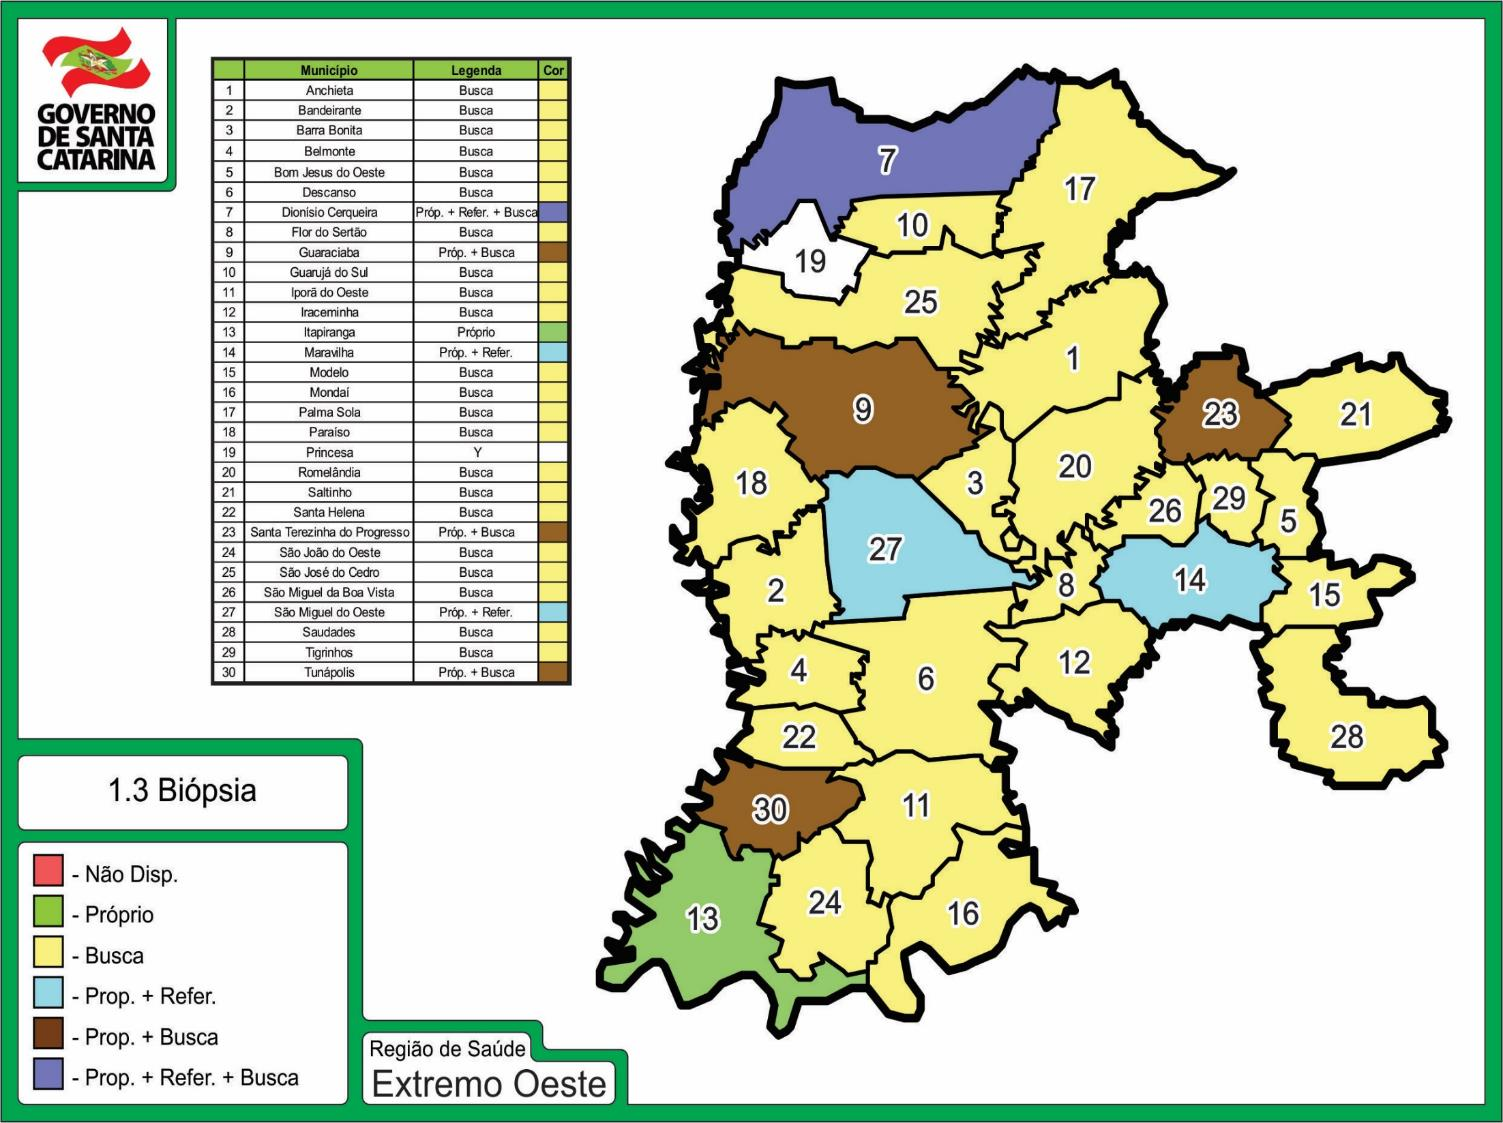 GOVERNO
DE SANTA
CATARINA
Município Legenda Cor
1 Anchieta Busca
2 Bandeirante Busca
3 Barra Bonita Busca
4 Belmonte Busca
5 Bom Jesus do Oeste Busca
6 Descanso Busca
7 Dionísio Cerqueira Próp. + Refer. + Busca
8 Flor do Sertão Busca
9 Guaraciaba Próp. + Busca
10 Guarujá do Sul Busca
11 Iporã do Oeste Busca
12 Iraceminha Busca
13 Itapiranga Próprio
14 Maravilha Próp. + Refer.
15 Modelo Busca
16 Mondaí Busca
17 Palma Sola Busca
18 Paraíso Busca
19 Princesa Y
20 Romelândia Busca
21 Saltinho Busca
22 Santa Helena Busca
23 Santa Terezinha do Progresso Próp. + Busca
24 São João do Oeste Busca
25 São José do Cedro Busca
26 São Miguel da Boa Vista Busca
27 São Miguel do Oeste Próp. + Refer.
28 Saudades Busca
29 Tigrinhos Busca
30 Tunápolis Próp. + Busca
7
17
10
19
25
1
9
23
21
18
3
20
26
29
5
27
2
8
14
15
4
6
12
22
28
30
11
13
24
16
1.3 Biópsia
- Não Disp.
- Próprio
- Busca
- Prop. + Refer.
- Prop. + Busca
- Prop. + Refer. + Busca
Região de Saúde
Extremo Oeste